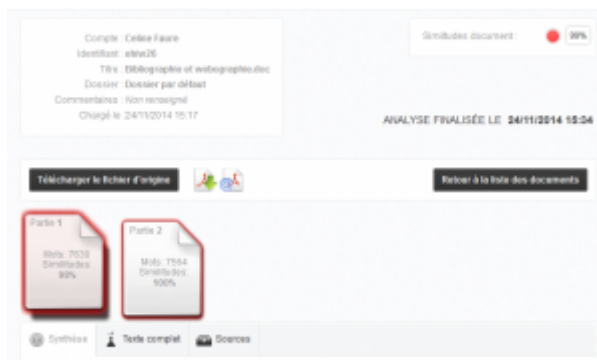 Compte : Celine Faure
Similitudes document :
99%
Identifiant :
Titre : Bibliographie et webographie.doc
Dossier : Dossier par défaut
Commentaires : Non renseigné
Chargé le 24/11/2014 15:17
ANALYSE FINALISÉE LE 24/11/2014 15:34
Télécharger le fichier d'origine
Retour à la liste des documents
Partie 1
Mots: 7638
Similitudes:
99%
Partie 2
Mots: 7564
Similitudes:
100%
Synthèse
Texte complet
Sources